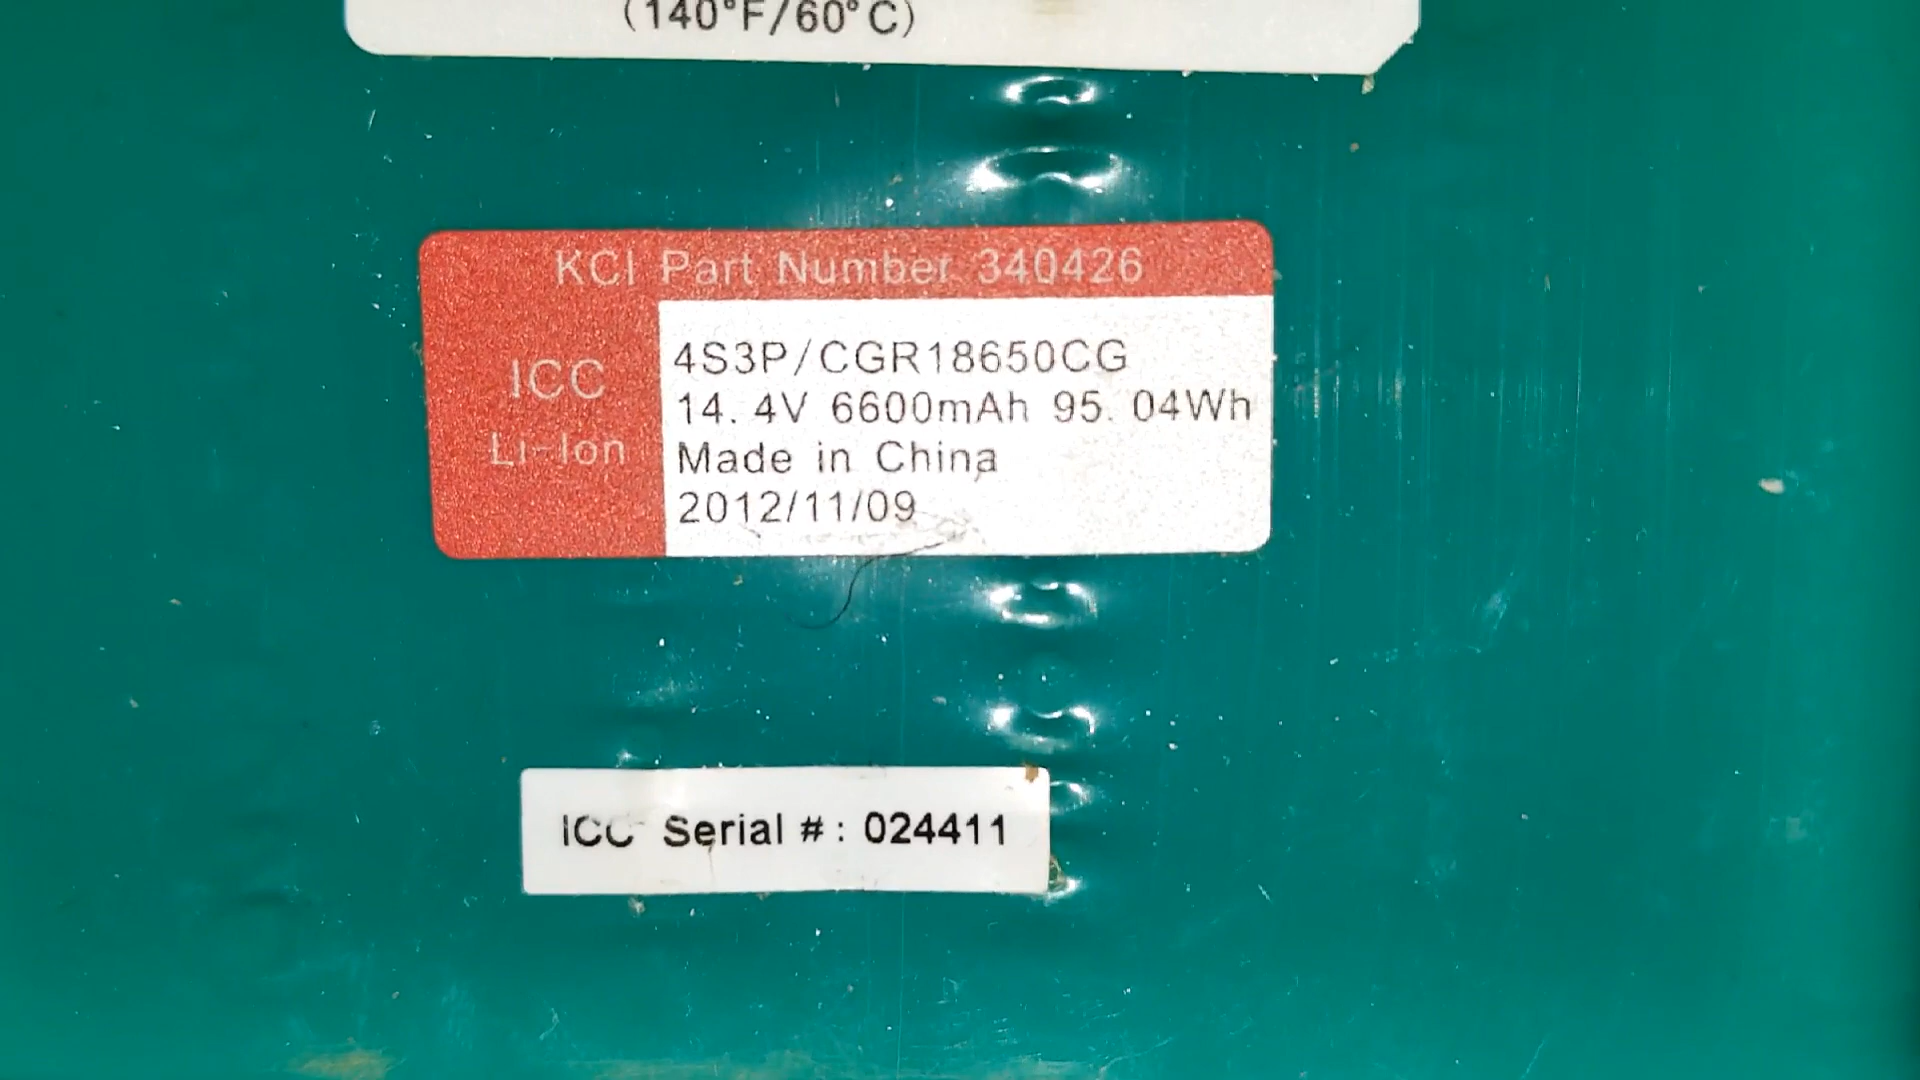 (140°F/60°C)
KCI Part Number 340426
ICC
Li-Ion
4S3P/CGR18650CG
14.4V 6600mAh 95.04Wh
Made in China
2012/11/09
ICC Serial #: 024411